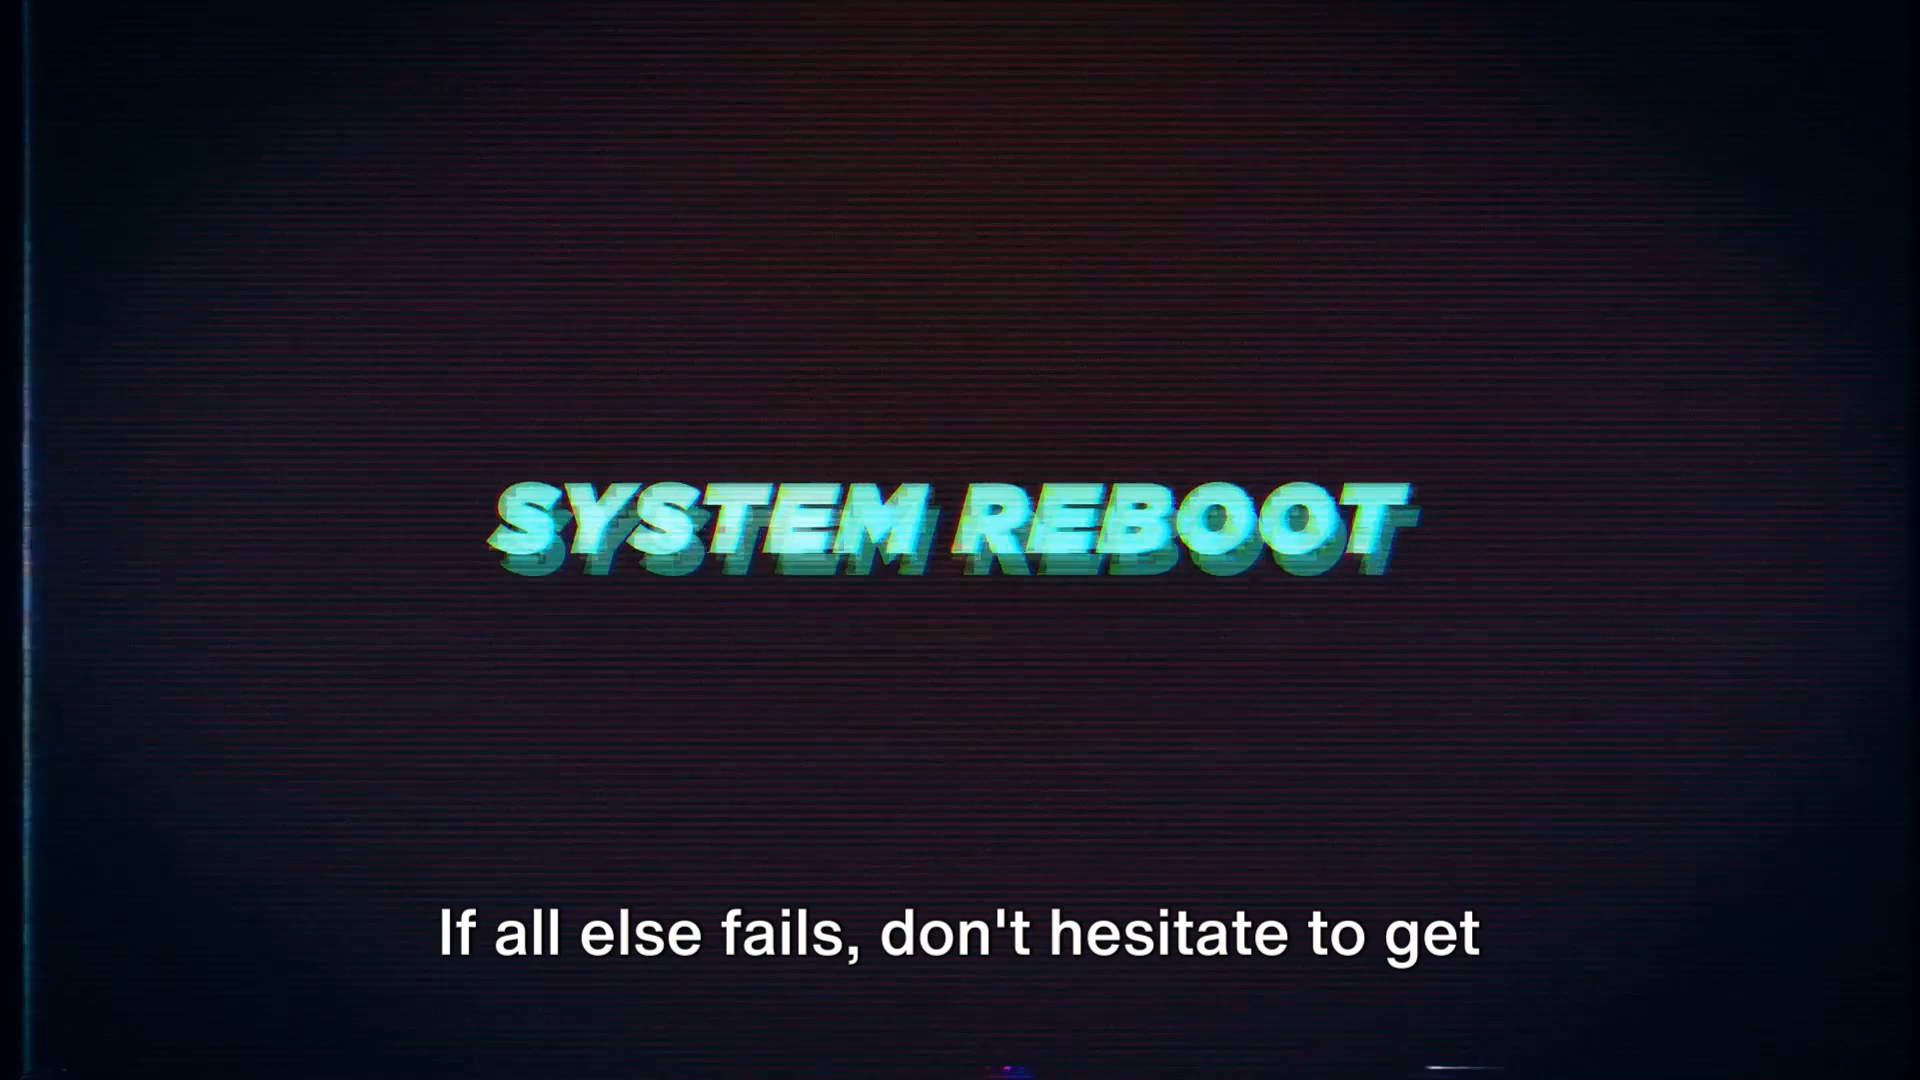 SYSTEM REBOOT
If all else fails, don't hesitate to get